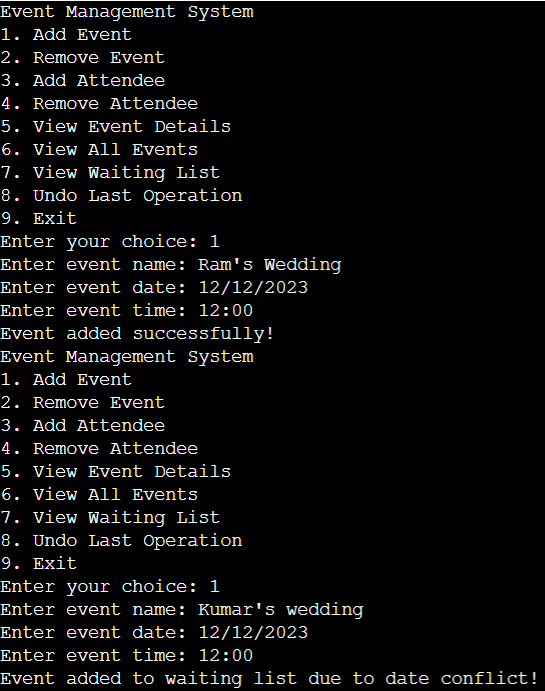 Event Management System
1. Add Event
2. Remove Event
3. Add Attendee
4. Remove Attendee
5. View Event Details
6. View All Events
7. View Waiting List
8. Undo Last Operation
9. Exit
Enter your choice: 1
Enter event name: Ram's Wedding
Enter event date: 12/12/2023
Enter event time: 12:00
Event added successfully!
Event Management System
1. Add Event
2. Remove Event
3. Add Attendee
4. Remove Attendee
5. View Event Details
6. View All Events
7. View Waiting List
8. Undo Last Operation
9. Exit
Enter your choice: 1
Enter event name: Kumar's wedding
Enter event date: 12/12/2023
Enter event time: 12:00
Event added to waiting list due to date conflict!